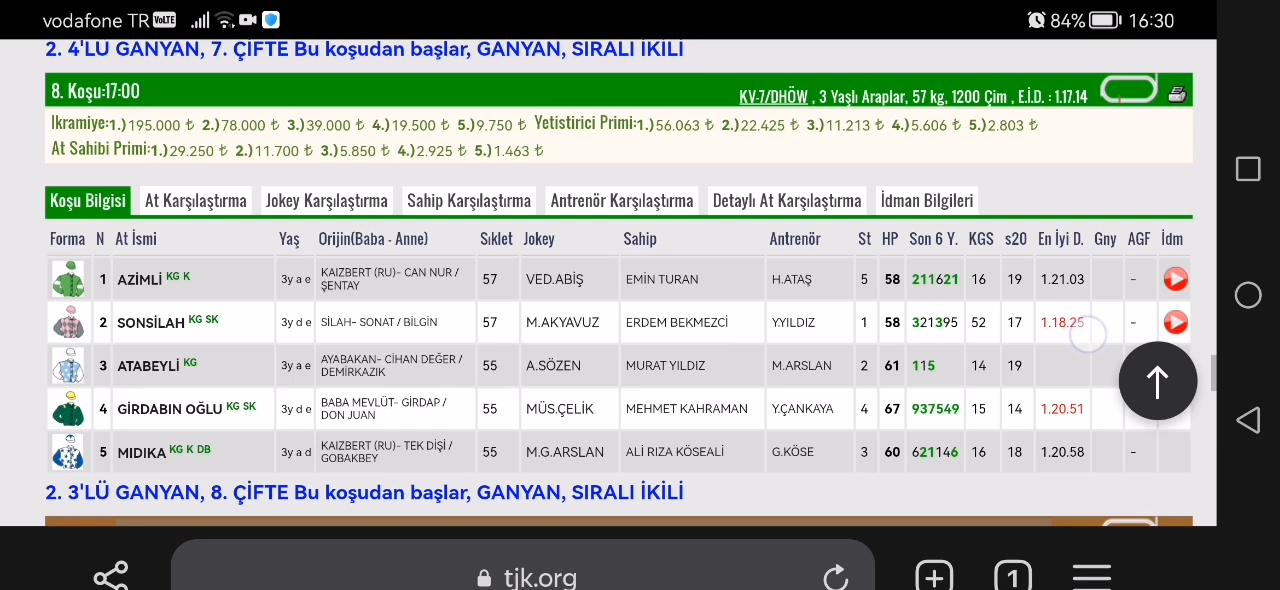 vodafone TR VoLTE 84% 16:30
2. 4'LÜ GANYAN, 7. ÇİFTE Bu koşudan başlar, GANYAN, SIRALI İKİLİ
8. Koşu:17:00
KV-7/DHÖW , 3 Yaşlı Araplar, 57 kg, 1200 Çim , E.İ.D. : 1.17.14
Ikramiye:1.)195.000 ₺ 2.)78.000 ₺ 3.)39.000 ₺ 4.)19.500 ₺ 5.)9.750 ₺ Yetistirici Primi:1.)56.063 ₺ 2.)22.425 ₺ 3.)11.213 ₺ 4.)5.606 ₺ 5.)2.803 ₺
At Sahibi Primi:1.)29.250 ₺ 2.)11.700 ₺ 3.)5.850 ₺ 4.)2.925 ₺ 5.)1.463 ₺
Koşu Bilgisi At Karşılaştırma Jokey Karşılaştırma Sahip Karşılaştırma Antrenör Karşılaştırma Detaylı At Karşılaştırma İdman Bilgileri
Forma N At İsmi Yaş Orijin(Baba - Anne) Sıklet Jokey Sahip Antrenör St HP Son 6 Y. KGS s20 En İyi D. Gny AGF İdm
1 AZİMLİ KG K 3y a e KAIZBERT (RU)- CAN NUR / ŞENTAY 57 VED.ABİŞ EMİN TURAN H.ATAŞ 5 58 211621 16 19 1.21.03 -
2 SONSİLAH KG SK 3y d e SİLAH- SONAT / BİLGİN 57 M.AKYAVUZ ERDEM BEKMEZCİ Y.YILDIZ 1 58 321395 52 17 1.18.25 -
3 ATABEYLİ KG 3y a e AYABAKAN- CİHAN DEĞER / DEMİRKAZIK 55 A.SÖZEN MURAT YILDIZ M.ARSLAN 2 61 115 14 19
4 GİRDABIN OĞLU KG SK 3y d e BABA MEVLÜT- GİRDAP / DON JUAN 55 MÜS.ÇELİK MEHMET KAHRAMAN Y.ÇANKAYA 4 67 937549 15 14 1.20.51
5 MIDIKA KG K DB 3y a d KAIZBERT (RU)- TEK DİŞİ / GOBAKBEY 55 M.G.ARSLAN ALİ RIZA KÖSEALİ G.KÖSE 3 60 621146 16 18 1.20.58 -
2. 3'LÜ GANYAN, 8. ÇİFTE Bu koşudan başlar, GANYAN, SIRALI İKİLİ
tjk.org 1